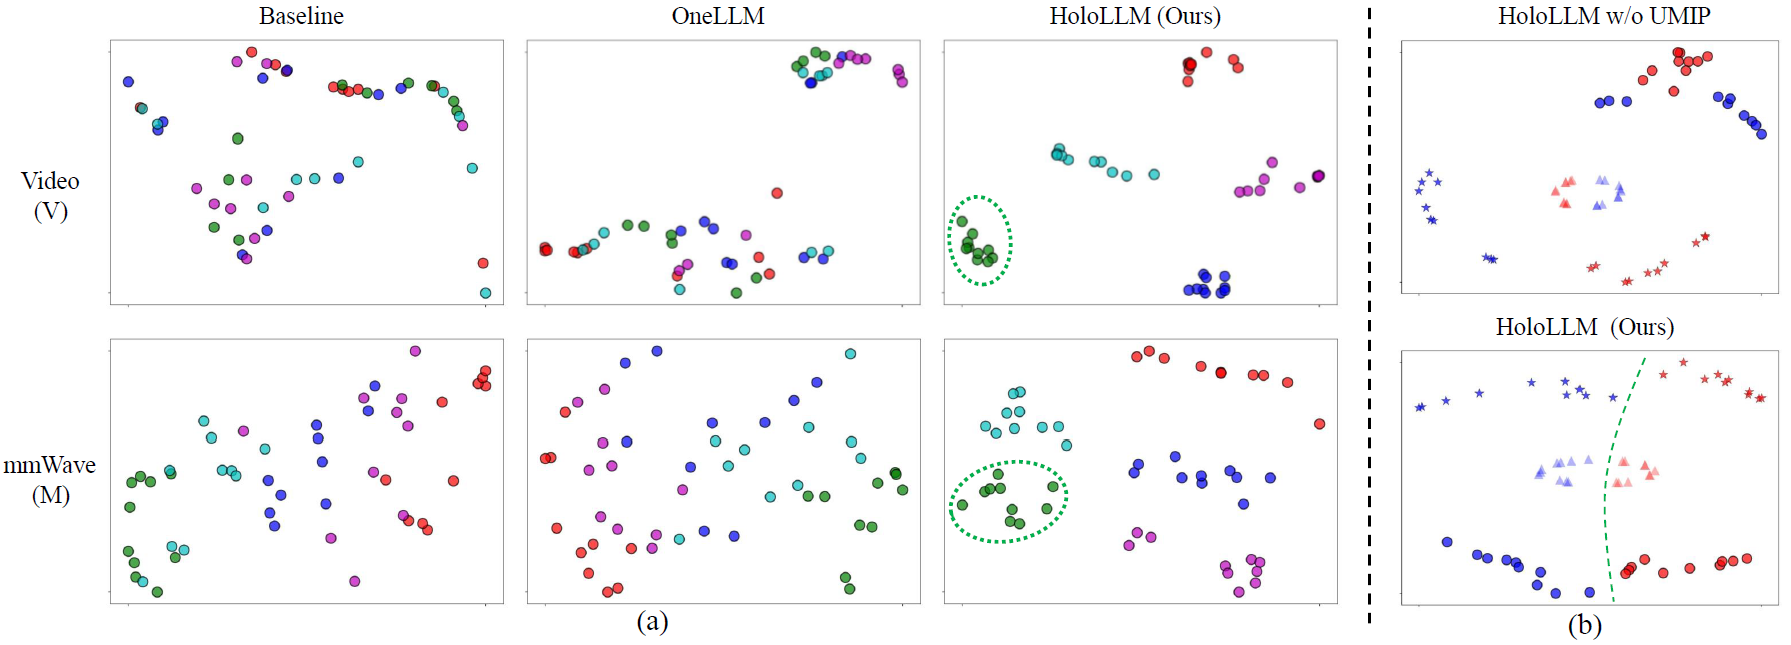 Baseline
OneLLM
HoloLLM (Ours)
HoloLLM w/o UMIP
Video
(V)
HoloLLM (Ours)
mmWave
(M)
(a)
(b)